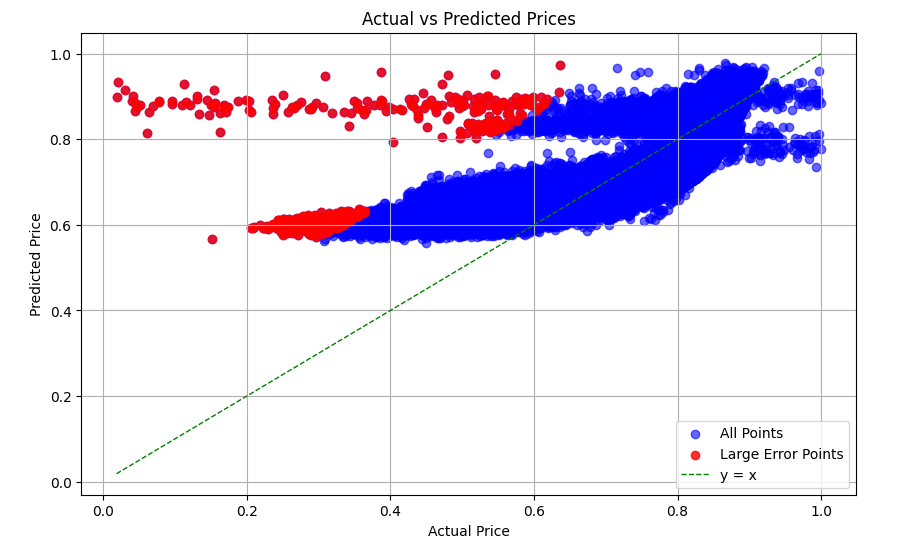 Actual vs Predicted Prices
Predicted Price
1.0
0.8
0.6
0.4
0.2
0.0
0.0 0.2 0.4 0.6 0.8 1.0
Actual Price
All Points
Large Error Points
y = x